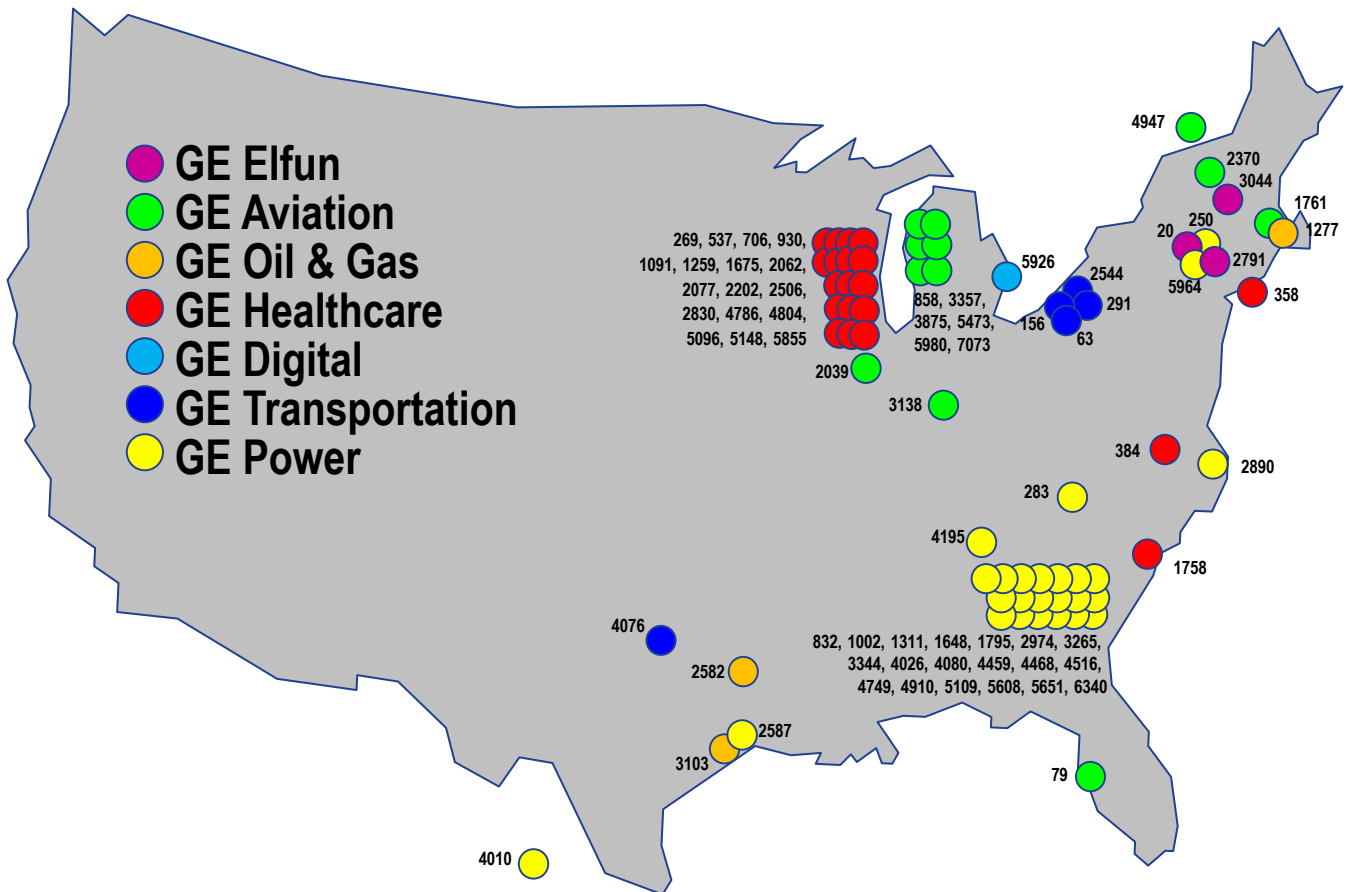 GE Elfun
GE Aviation
GE Oil & Gas
GE Healthcare
GE Digital
GE Transportation
GE Power
4947
2370
3044
1761
1277
250
20
2791
5964
358
269, 537, 706, 930,
1091, 1259, 1675, 2062,
2077, 2202, 2506,
2830, 4786, 4804,
5096, 5148, 5855
858, 3357,
3875, 5473,
5980, 7073
5926
2544
291
156
63
2039
3138
384
2890
283
4195
1758
832, 1002, 1311, 1648, 1795, 2974, 3265,
3344, 4026, 4080, 4459, 4468, 4516,
4749, 4910, 5109, 5608, 5651, 6340
4076
2582
2587
3103
79
4010